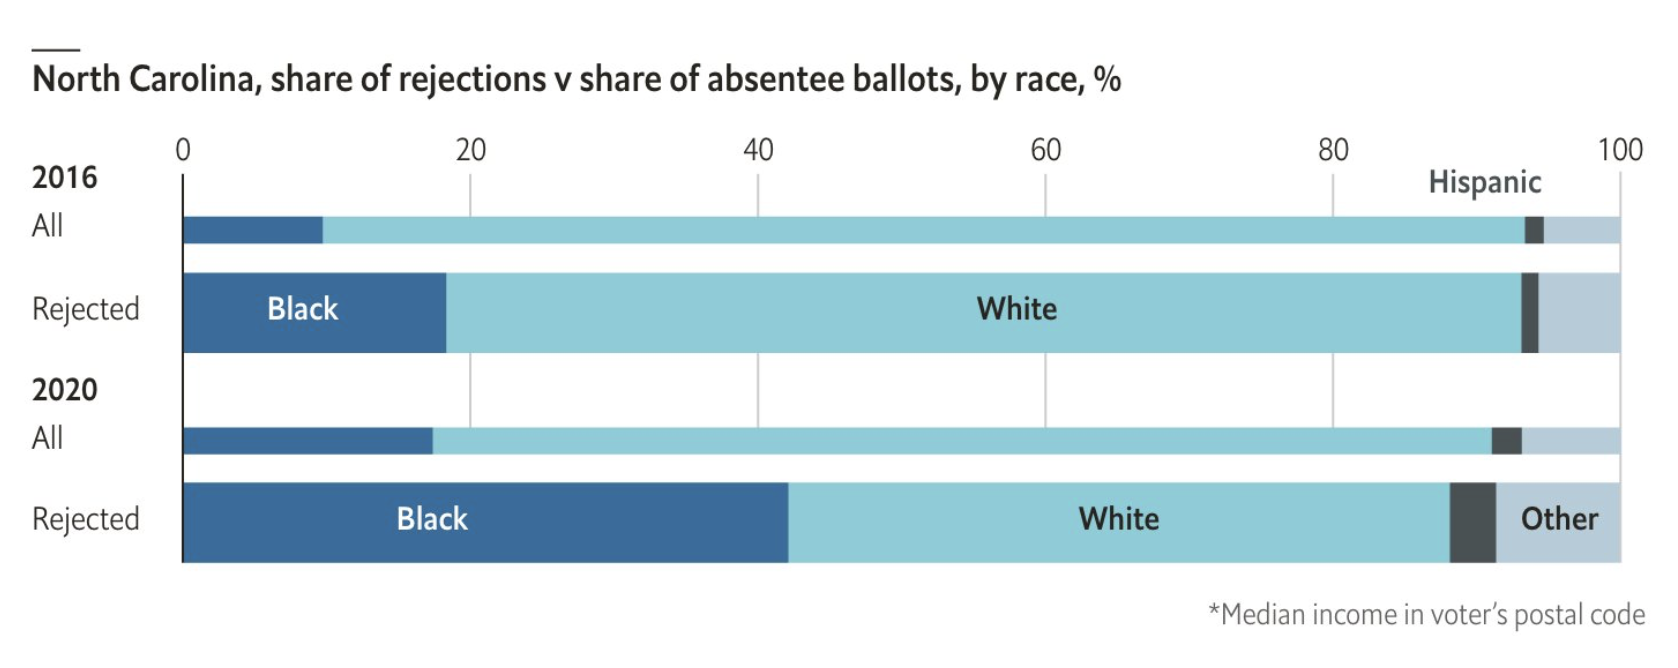 North Carolina, share of rejections v share of absentee ballots, by race, %
0 20 40 60 80 100
2016
Hispanic
All
Rejected Black White
2020
All
Rejected Black White Other
*Median income in voter’s postal code